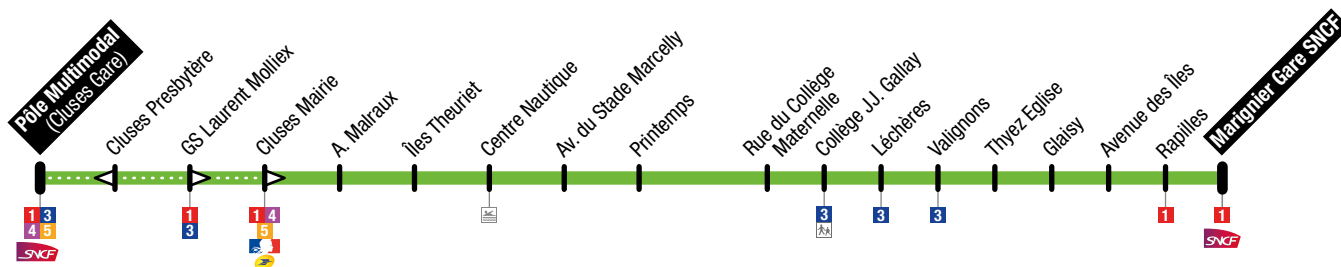 Pôle Multimodal
(Cluses Gare)
Cluses Presbytère
GS Laurent Molliex
Cluses Mairie
A. Malraux
Îles Theuriet
Centre Nautique
Av. du Stade Marcelly
Printemps
Rue du Collège
Maternelle
Collège JJ. Gallay
Léchères
Valignons
Thyez Eglise
Glaisy
Avenue des Îles
Rapilles
Marignier Gare SNCF
1 3
4 5
SNCF
1
3
1 4
5
3
3
3
1
1
SNCF